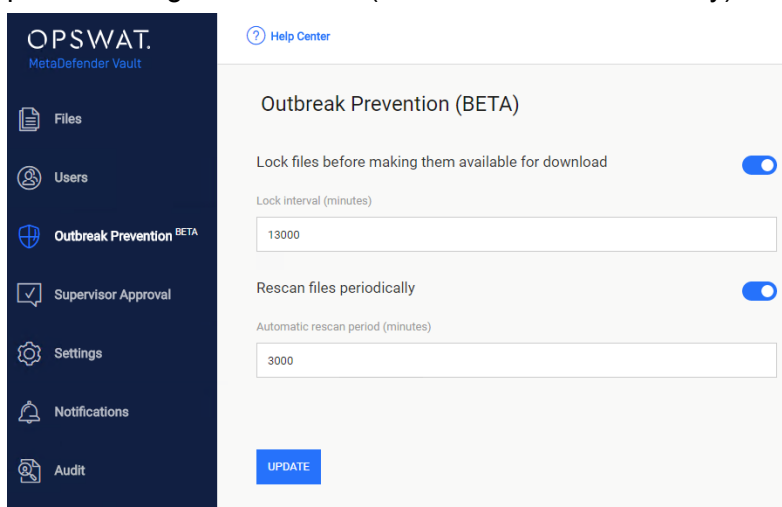 OPSWAT.
MetaDefender Vault
Files
Users
Outbreak Prevention BETA
Supervisor Approval
Settings
Notifications
Audit
? Help Center
Outbreak Prevention (BETA)
Lock files before making them available for download
Lock interval (minutes)
13000
Rescan files periodically
Automatic rescan period (minutes)
3000
UPDATE